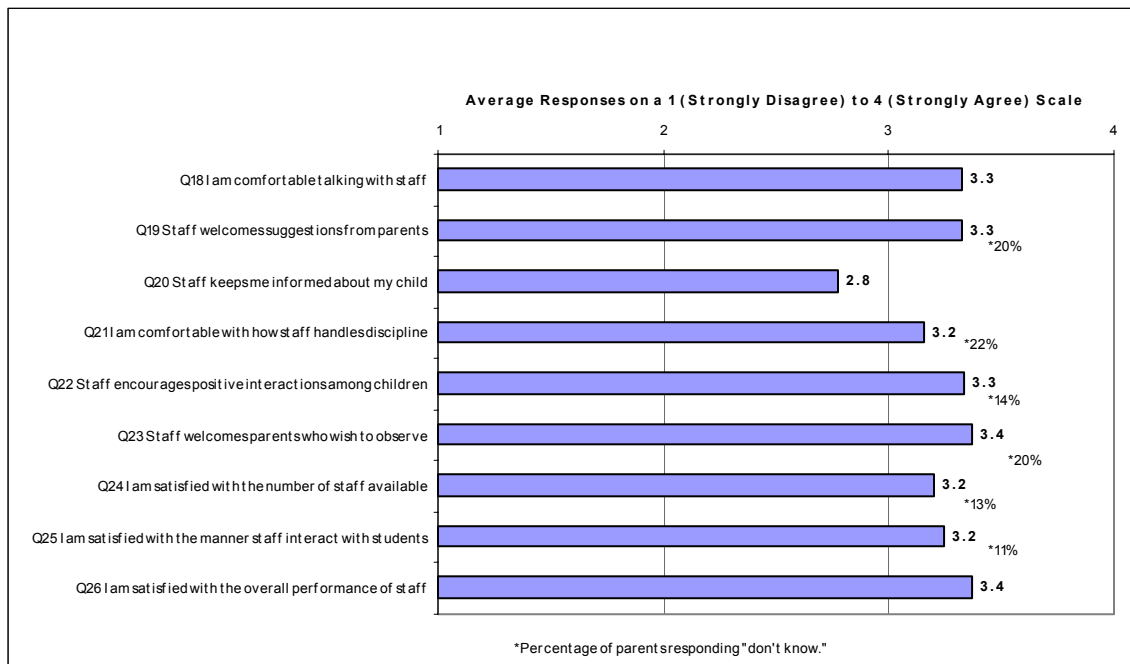 Average Responses on a 1 (Strongly Disagree) to 4 (Strongly Agree) Scale
1 2 3 4
Q18 I am comfortable talking with staff 3.3
Q19 Staff welcomes suggestions from parents 3.3
*20%
Q20 Staff keeps me informed about my child 2.8
Q21 I am comfortable with how staff handles discipline 3.2
*22%
Q22 Staff encourages positive interactions among children 3.3
*14%
Q23 Staff welcomes parents who wish to observe 3.4
*20%
Q24 I am satisfied with the number of staff available 3.2
*13%
Q25 I am satisfied with the manner staff interact with students 3.2
*11%
Q26 I am satisfied with the overall performance of staff 3.4
*Percentage of parents responding "don't know."